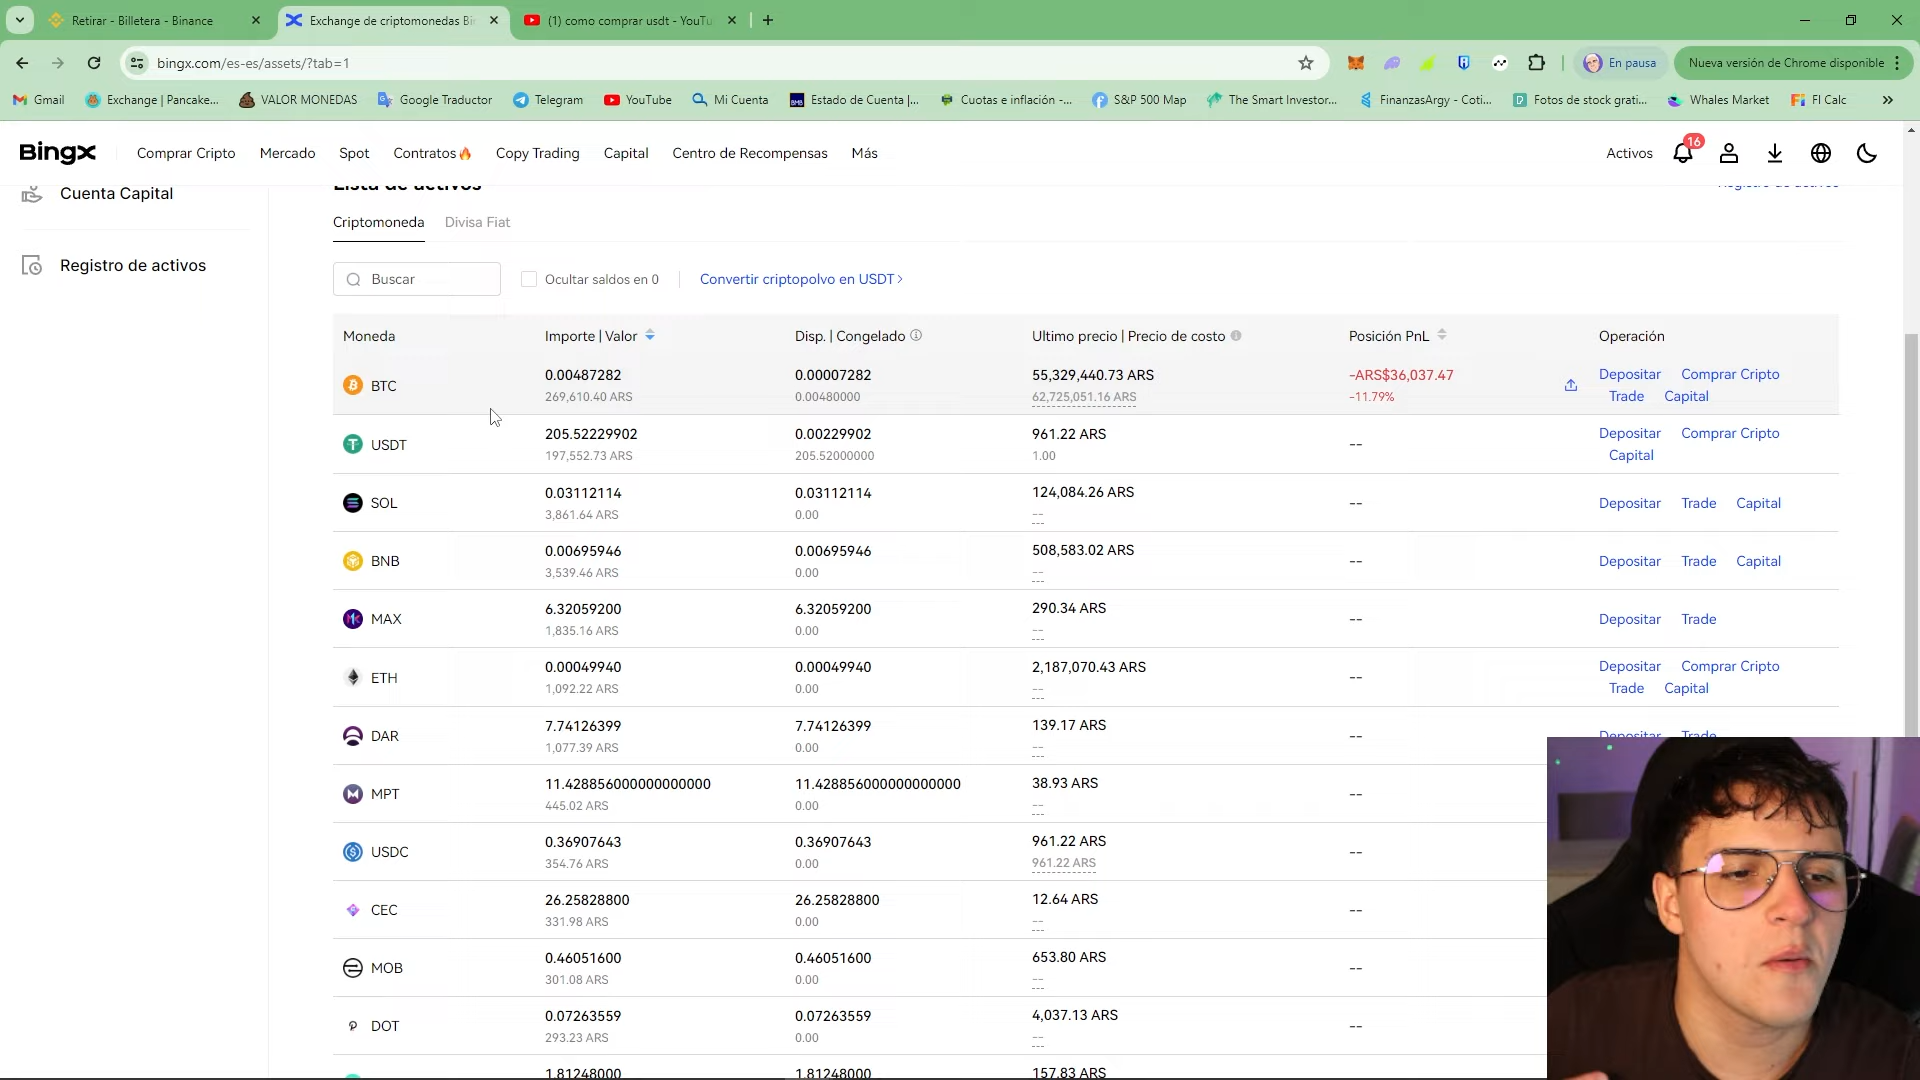 Retirar - Billetera - Binance
Exchange de criptomonedas Bi
(1) como comprar usdt - YouTu
bingx.com/es-es/assets/?tab=1
En pausa
Nueva versión de Chrome disponible
Gmail
Exchange | Pancake...
VALOR MONEDAS
Google Traductor
Telegram
YouTube
Mi Cuenta
Estado de Cuenta |...
Cuotas e inflación -...
S&P 500 Map
The Smart Investor...
FinanzasArgy - Coti...
Fotos de stock grati...
Whales Market
FI Calc
BingX
Comprar Cripto
Mercado
Spot
Contratos
Copy Trading
Capital
Centro de Recompensas
Más
Activos
16
Cuenta Capital
Registro de activos
Lista de activos
Registro de activos
Criptomoneda
Divisa Fiat
Buscar
Ocultar saldos en 0
Convertir criptopolvo en USDT >
Moneda
Importe | Valor
Disp. | Congelado
Ultimo precio | Precio de costo
Posición PnL
Operación
BTC
0.00487282
269,610.40 ARS
0.00007282
0.00480000
55,329,440.73 ARS
62,725,051.16 ARS
-ARS$36,037.47
-11.79%
Depositar Comprar Cripto
Trade Capital
USDT
205.52229902
197,552.73 ARS
0.00229902
205.52000000
961.22 ARS
1.00
--
Depositar Comprar Cripto
Capital
SOL
0.03112114
3,861.64 ARS
0.03112114
0.00
124,084.26 ARS
--
--
Depositar Trade Capital
BNB
0.00695946
3,539.46 ARS
0.00695946
0.00
508,583.02 ARS
--
--
Depositar Trade Capital
MAX
6.32059200
1,835.16 ARS
6.32059200
0.00
290.34 ARS
--
--
Depositar Trade
ETH
0.00049940
1,092.22 ARS
0.00049940
0.00
2,187,070.43 ARS
--
--
Depositar Comprar Cripto
Trade Capital
DAR
7.74126399
1,077.39 ARS
7.74126399
0.00
139.17 ARS
--
--
Depositar Trade
MPT
11.428856000000000000
445.02 ARS
11.428856000000000000
0.00
38.93 ARS
--
--
USDC
0.36907643
354.76 ARS
0.36907643
0.00
961.22 ARS
961.22 ARS
--
CEC
26.25828800
331.98 ARS
26.25828800
0.00
12.64 ARS
--
--
MOB
0.46051600
301.08 ARS
0.46051600
0.00
653.80 ARS
--
--
DOT
0.07263559
293.23 ARS
0.07263559
0.00
4,037.13 ARS
--
--
1.81248000
1.81248000
157.83 ARS